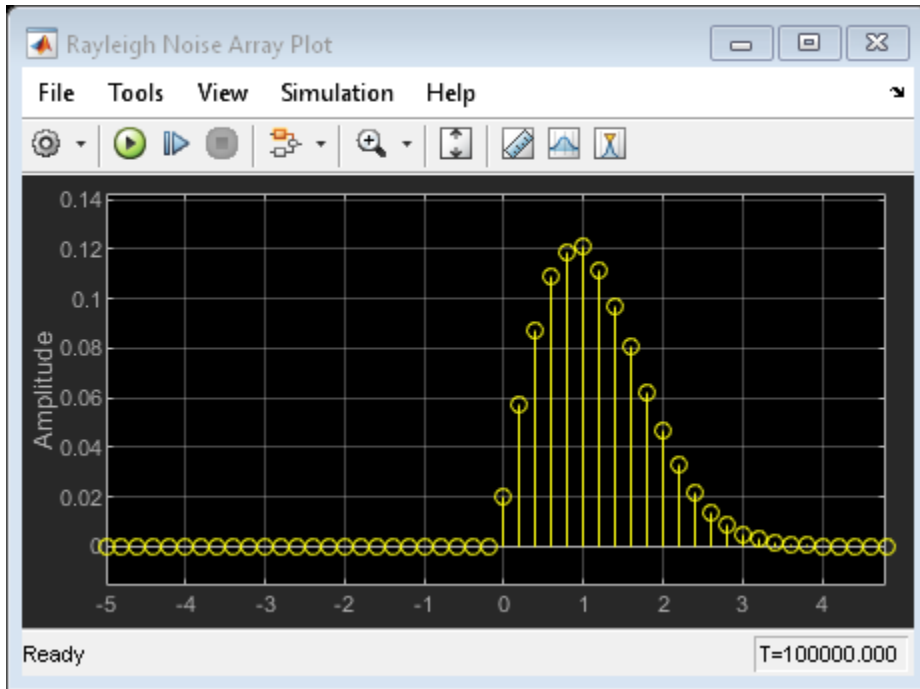 Rayleigh Noise Array Plot
File Tools View Simulation Help
Amplitude
0.14
0.12
0.1
0.08
0.06
0.04
0.02
0
-5 -4 -3 -2 -1 0 1 2 3 4
Ready T=100000.000